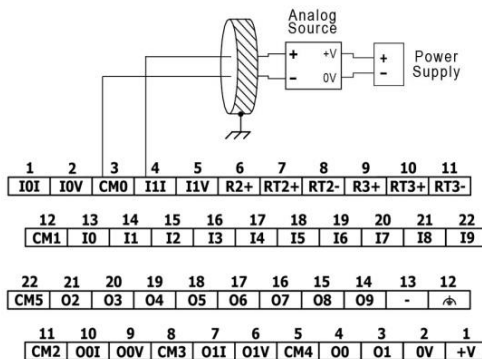 Analog
Source
+ +V
- 0V
+
-
Power
Supply
1 2 3 4 5 6 7 8 9 10 11
I0I I0V CM0 I1I I1V R2+ RT2+ RT2- R3+ RT3+ RT3-
12 13 14 15 16 17 18 19 20 21 22
CM1 I0 I1 I2 I3 I4 I5 I6 I7 I8 I9
22 21 20 19 18 17 16 15 14 13 12
CM5 O2 O3 O4 O5 O6 O7 O8 O9 -
11 10 9 8 7 6 5 4 3 2 1
CM2 O0I O0V CM3 O1I O1V CM4 O0 O1 0V +V